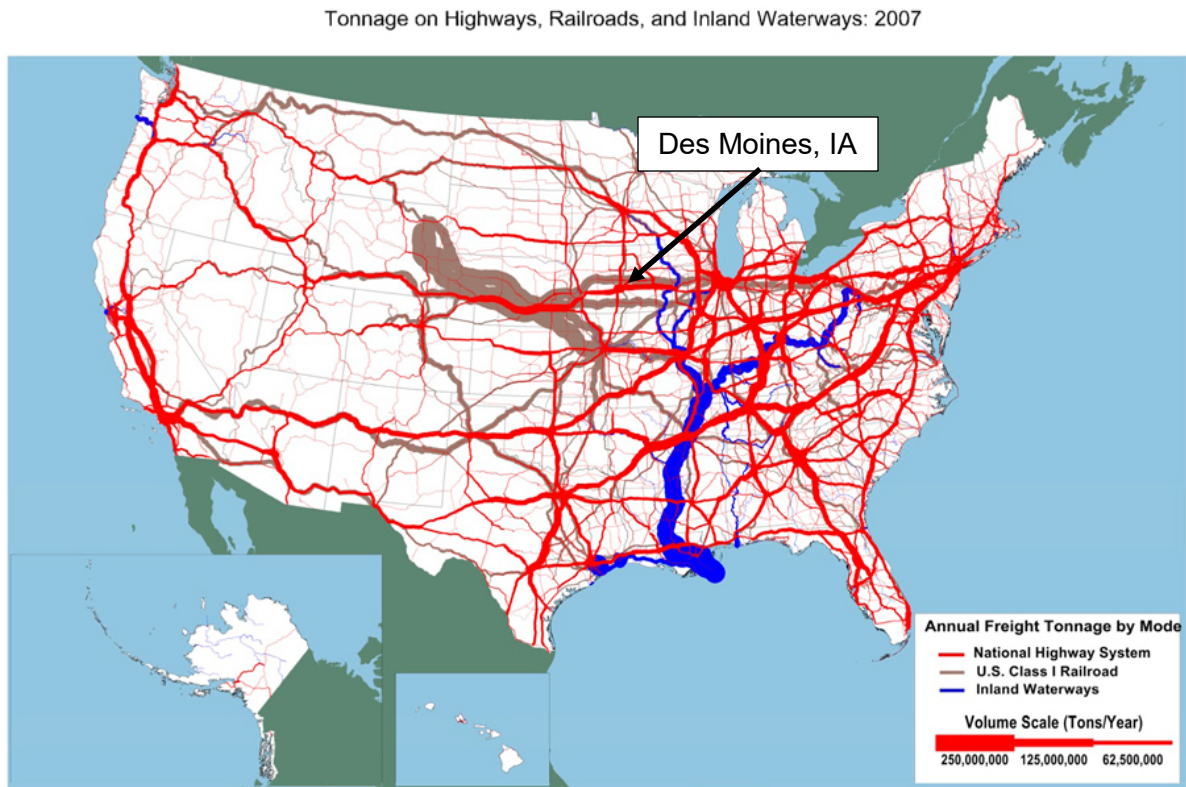 Tonnage on Highways, Railroads, and Inland Waterways: 2007
Des Moines, IA
Annual Freight Tonnage by Mode
National Highway System
U.S. Class I Railroad
Inland Waterways
Volume Scale (Tons/Year)
250,000,000 125,000,000 62,500,000